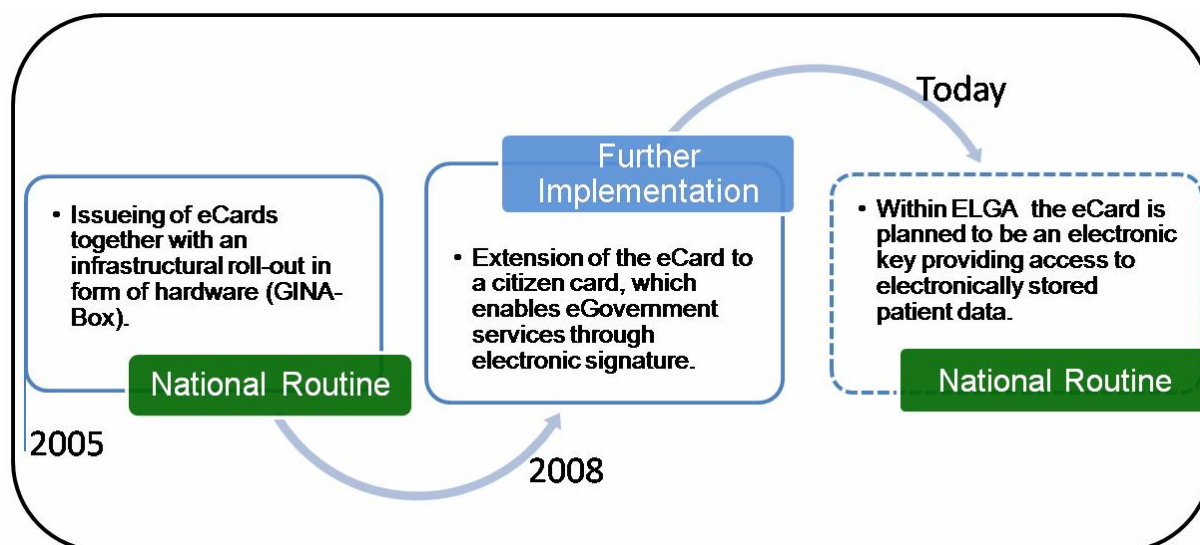 • Issueing of eCards
together with an
infrastructural roll-out in
form of hardware (GINA-
Box).
National Routine
2005
Further
Implementation
• Extension of the eCard to
a citizen card, which
enables eGovernment
services through
electronic signature.
2008
Today
• Within ELGA the eCard is
planned to be an electronic
key providing access to
electronically stored
patient data.
National Routine